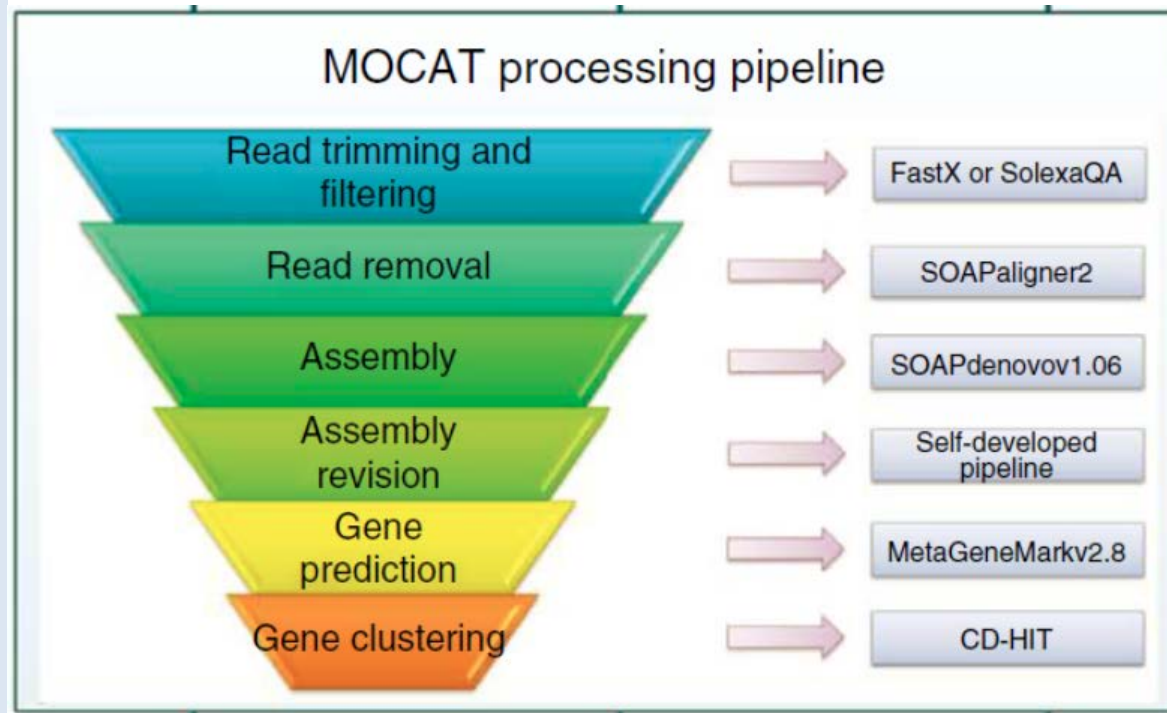 MOCAT processing pipeline
Read trimming and
filtering
FastX or SolexaQA
Read removal
SOAPaligner2
Assembly
SOAPdenovov1.06
Assembly
revision
Self-developed
pipeline
Gene
prediction
MetaGeneMarkv2.8
Gene clustering
CD-HIT